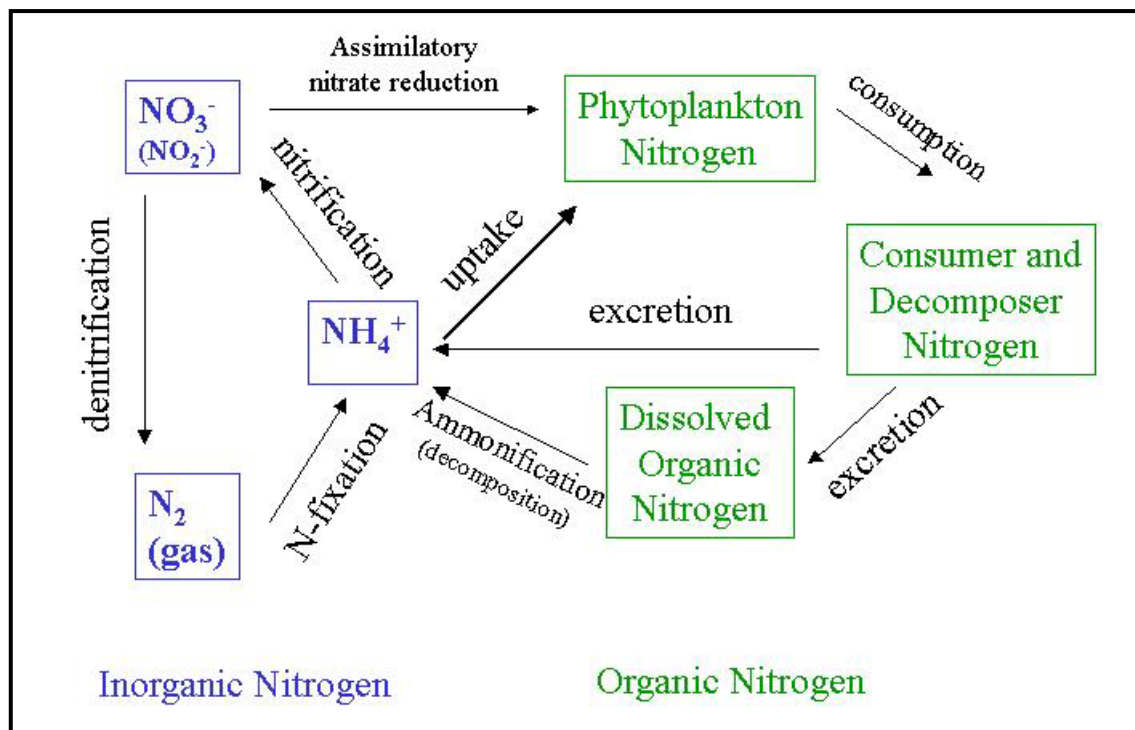 Assimilatory
nitrate reduction
NO₃⁻
(NO₂⁻)
Phytoplankton
Nitrogen
consumption
nitrification
uptake
denitrification
Consumer and
Decomposer
Nitrogen
excretion
NH₄⁺
Dissolved
Organic
Nitrogen
excretion
Ammonification
(decomposition)
N-fixation
N₂
(gas)
Inorganic Nitrogen
Organic Nitrogen